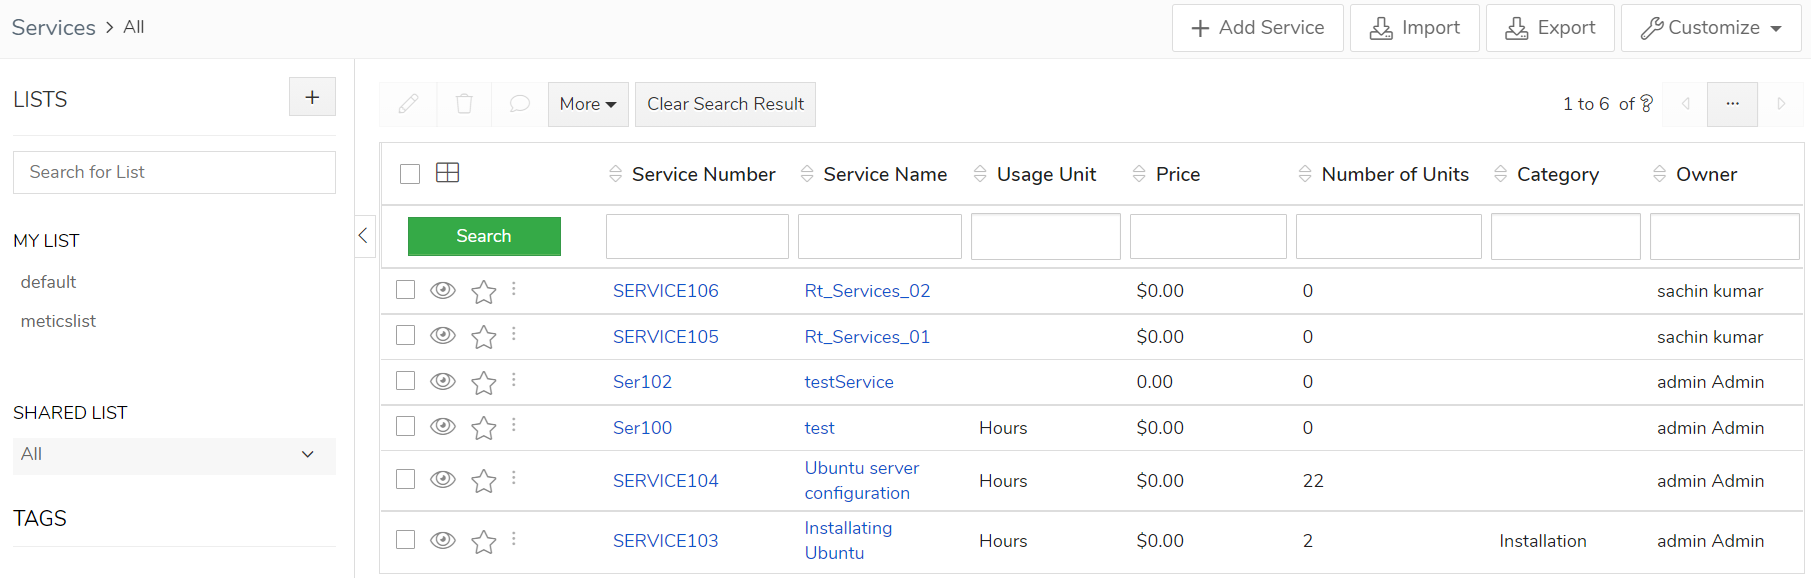 Services > All
+ Add Service
Import
Export
Customize
LISTS
+
Search for List
MY LIST
default
meticslist
SHARED LIST
All
TAGS
More
Clear Search Result
1 to 6 of ?
...
Service Number Service Name Usage Unit Price Number of Units Category Owner
Search
SERVICE106 Rt_Services_02 $0.00 0 sachin kumar
SERVICE105 Rt_Services_01 $0.00 0 sachin kumar
Ser102 testService 0.00 0 admin Admin
Ser100 test Hours $0.00 0 admin Admin
SERVICE104 Ubuntu server Hours $0.00 22 admin Admin
configuration
SERVICE103 Installating Hours $0.00 2 Installation admin Admin
Ubuntu